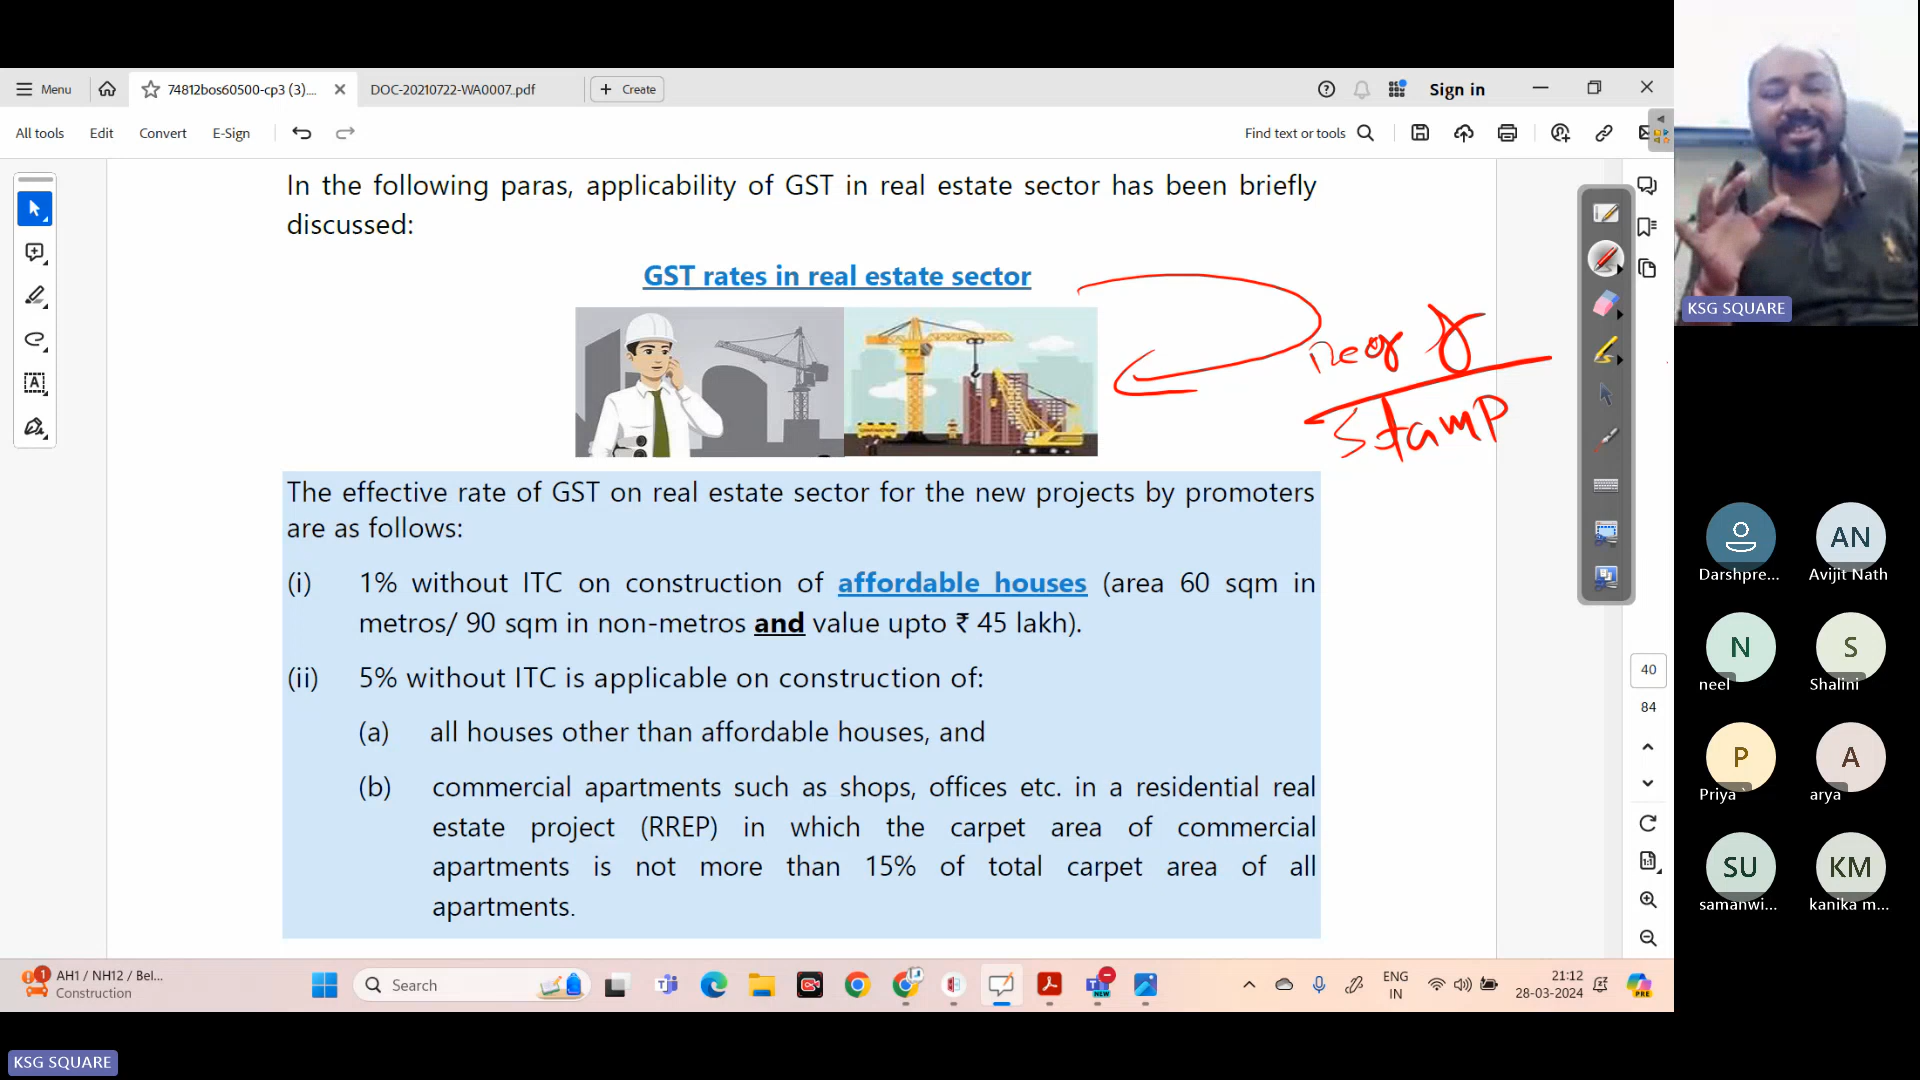 74812bos60500-cp3 (3)....
DOC-20210722-WA0007..pdf
Create
Menu
Sign in
All tools
Edit
Convert
E-Sign
Find text or tools
In the following paras, applicability of GST in real estate sector has been briefly
discussed:
GST rates in real estate sector
Stamp
The effective rate of GST on real estate sector for the new projects by promoters
are as follows:
(i) 1% without ITC on construction of affordable houses (area 60 sqm in
metros/ 90 sqm in non-metros and value upto ₹ 45 lakh).
(ii) 5% without ITC is applicable on construction of:
(a) all houses other than affordable houses, and
(b) commercial apartments such as shops, offices etc. in a residential real
estate project (RREP) in which the carpet area of commercial
apartments is not more than 15% of total carpet area of all
apartments.
40
84
KSG SQUARE
Darshpre...
AN
Avijit Nath
N
neel
S
Shalini
P
Priya `
A
arya
SU
samanwi...
KM
kanika m...
1
AH1 / NH12 / Bel...
Construction
Search
NEW
ENG
IN
21:12
28-03-2024
PRE
KSG SQUARE